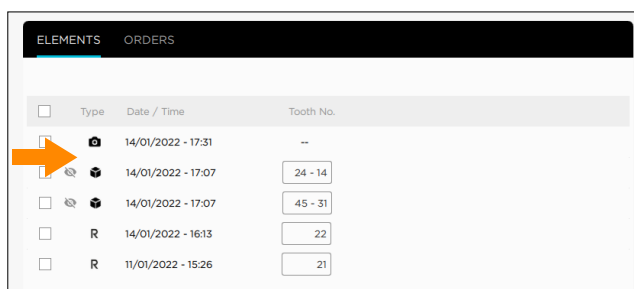 ELEMENTS ORDERS
Type Date / Time Tooth No.
14/01/2022 - 17:31 --
14/01/2022 - 17:07 24 - 14
14/01/2022 - 17:07 45 - 31
R 14/01/2022 - 16:13 22
R 11/01/2022 - 15:26 21